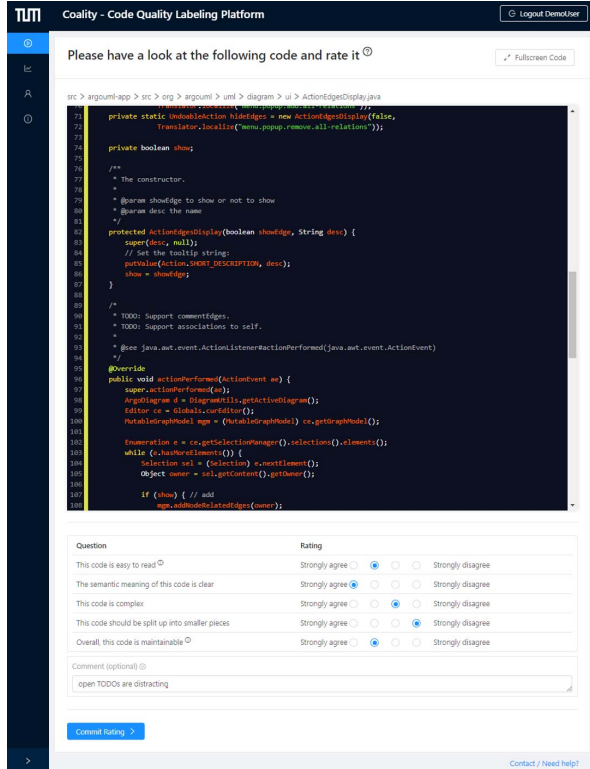 TUM
Coality - Code Quality Labeling Platform
Logout DemoUser
Please have a look at the following code and rate it
Fullscreen Code
src > argouml-app > src > org > argouml > uml > diagram > ui > ActionEdgesDisplay.java
70 Translator.localize("menu.popup.add.all-relations"));
71 private static UndoableAction hideEdges = new ActionEdgesDisplay(false,
72 Translator.localize("menu.popup.remove.all-relations"));
73
74 private boolean show;
75
76 /**
77 * The constructor.
78 *
79 * @param showEdge to show or not to show
80 * @param desc the name
81 */
82 protected ActionEdgesDisplay(boolean showEdge, String desc) {
83 super(desc, null);
84 // Set the tooltip string:
85 putValue(Action.SHORT_DESCRIPTION, desc);
86 show = showEdge;
87 }
88
89 /*
90 * TODO: Support commentEdges.
91 * TODO: Support associations to self.
92 *
93 * @see java.awt.event.ActionListener#actionPerformed(java.awt.event.ActionEvent)
94 */
95 @Override
96 public void actionPerformed(ActionEvent ae) {
97 super.actionPerformed(ae);
98 ArgoDiagram d = DiagramUtils.getActiveDiagram();
99 Editor ce = Globals.curEditor();
100 MutableGraphModel mgm = (MutableGraphModel) ce.getGraphModel();
101
102 Enumeration e = ce.getSelectionManager().selections().elements();
103 while (e.hasMoreElements()) {
104 Selection sel = (Selection) e.nextElement();
105 Object owner = sel.getContent().getOwner();
106
107 if (show) { // add
108 mgm.addNodeRelatedEdges(owner);
Question Rating
This code is easy to read Strongly agree Strongly disagree
The semantic meaning of this code is clear Strongly agree Strongly disagree
This code is complex Strongly agree Strongly disagree
This code should be split up into smaller pieces Strongly agree Strongly disagree
Overall, this code is maintainable Strongly agree Strongly disagree
Comment (optional)
open TODOs are distracting
Commit Rating >
Contact / Need help?